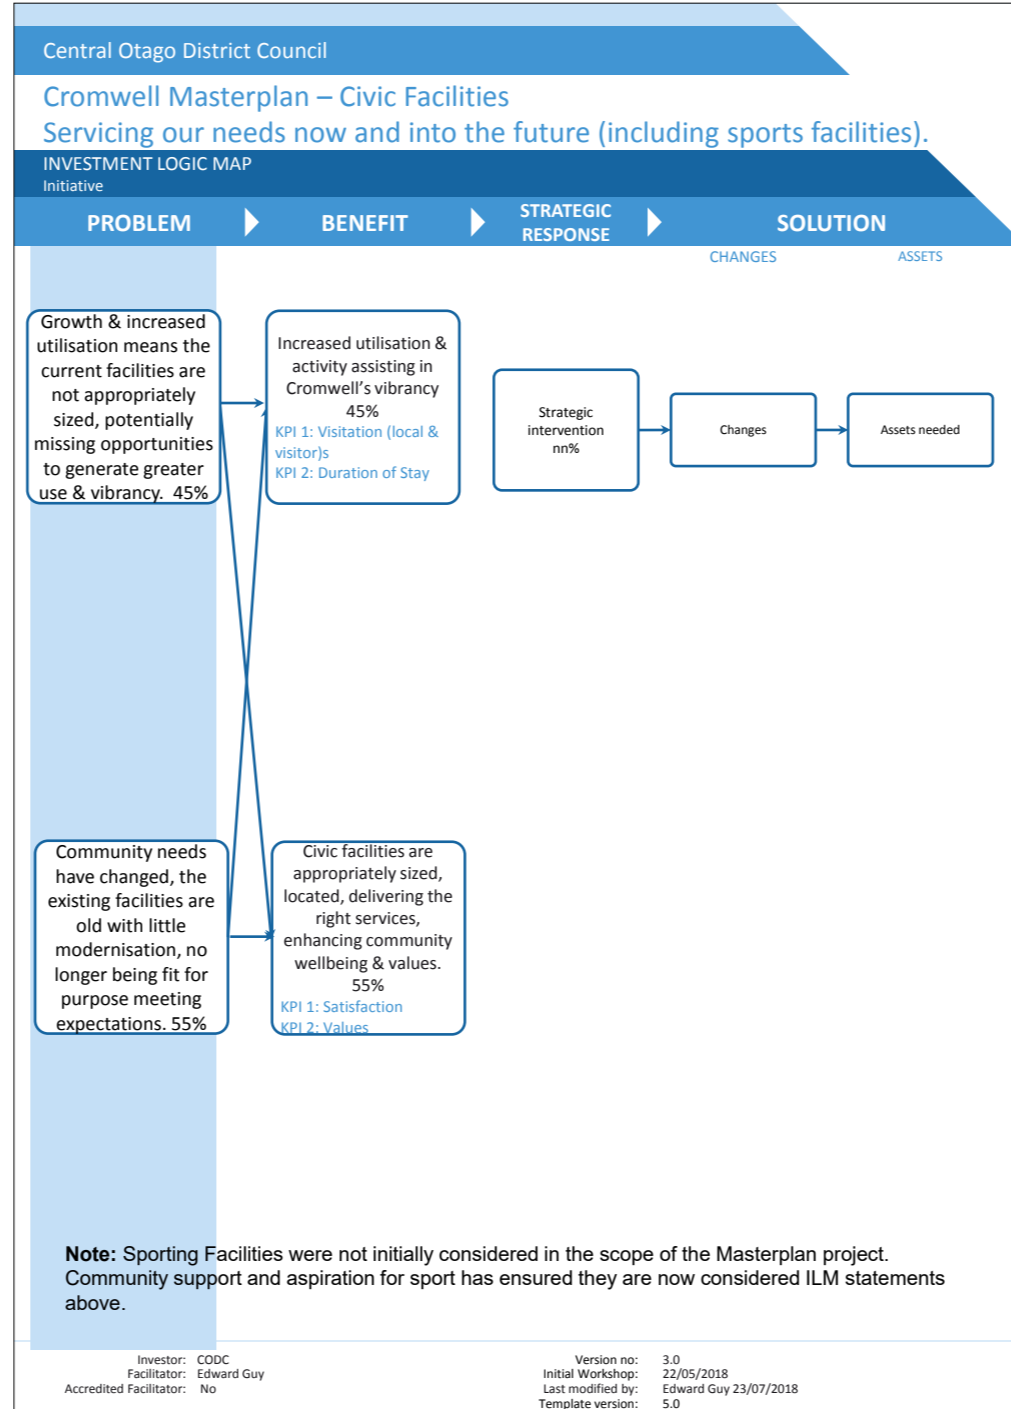 Central Otago District Council
Cromwell Masterplan – Civic Facilities
Servicing our needs now and into the future (including sports facilities).
INVESTMENT LOGIC MAP
Initiative
PROBLEM
BENEFIT
STRATEGIC
RESPONSE
SOLUTION
CHANGES
ASSETS
Growth & increased
utilisation means the
current facilities are
not appropriately
sized, potentially
missing opportunities
to generate greater
use & vibrancy. 45%
Increased utilisation &
activity assisting in
Cromwell's vibrancy
45%
KPI 1: Visitation (local &
visitor)s
KPI 2: Duration of Stay
Strategic
intervention
nn%
Changes
Assets needed
Community needs
have changed, the
existing facilities are
old with little
modernisation, no
longer being fit for
purpose meeting
expectations. 55%
Civic facilities are
appropriately sized,
located, delivering the
right services,
enhancing community
wellbeing & values.
55%
KPI 1: Satisfaction
KPI 2: Values
Note: Sporting Facilities were not initially considered in the scope of the Masterplan project.
Community support and aspiration for sport has ensured they are now considered ILM statements
above.
Investor: CODC
Facilitator: Edward Guy
Accredited Facilitator: No
Version no: 3.0
Initial Workshop: 22/05/2018
Last modified by: Edward Guy 23/07/2018
Template version: 5.0